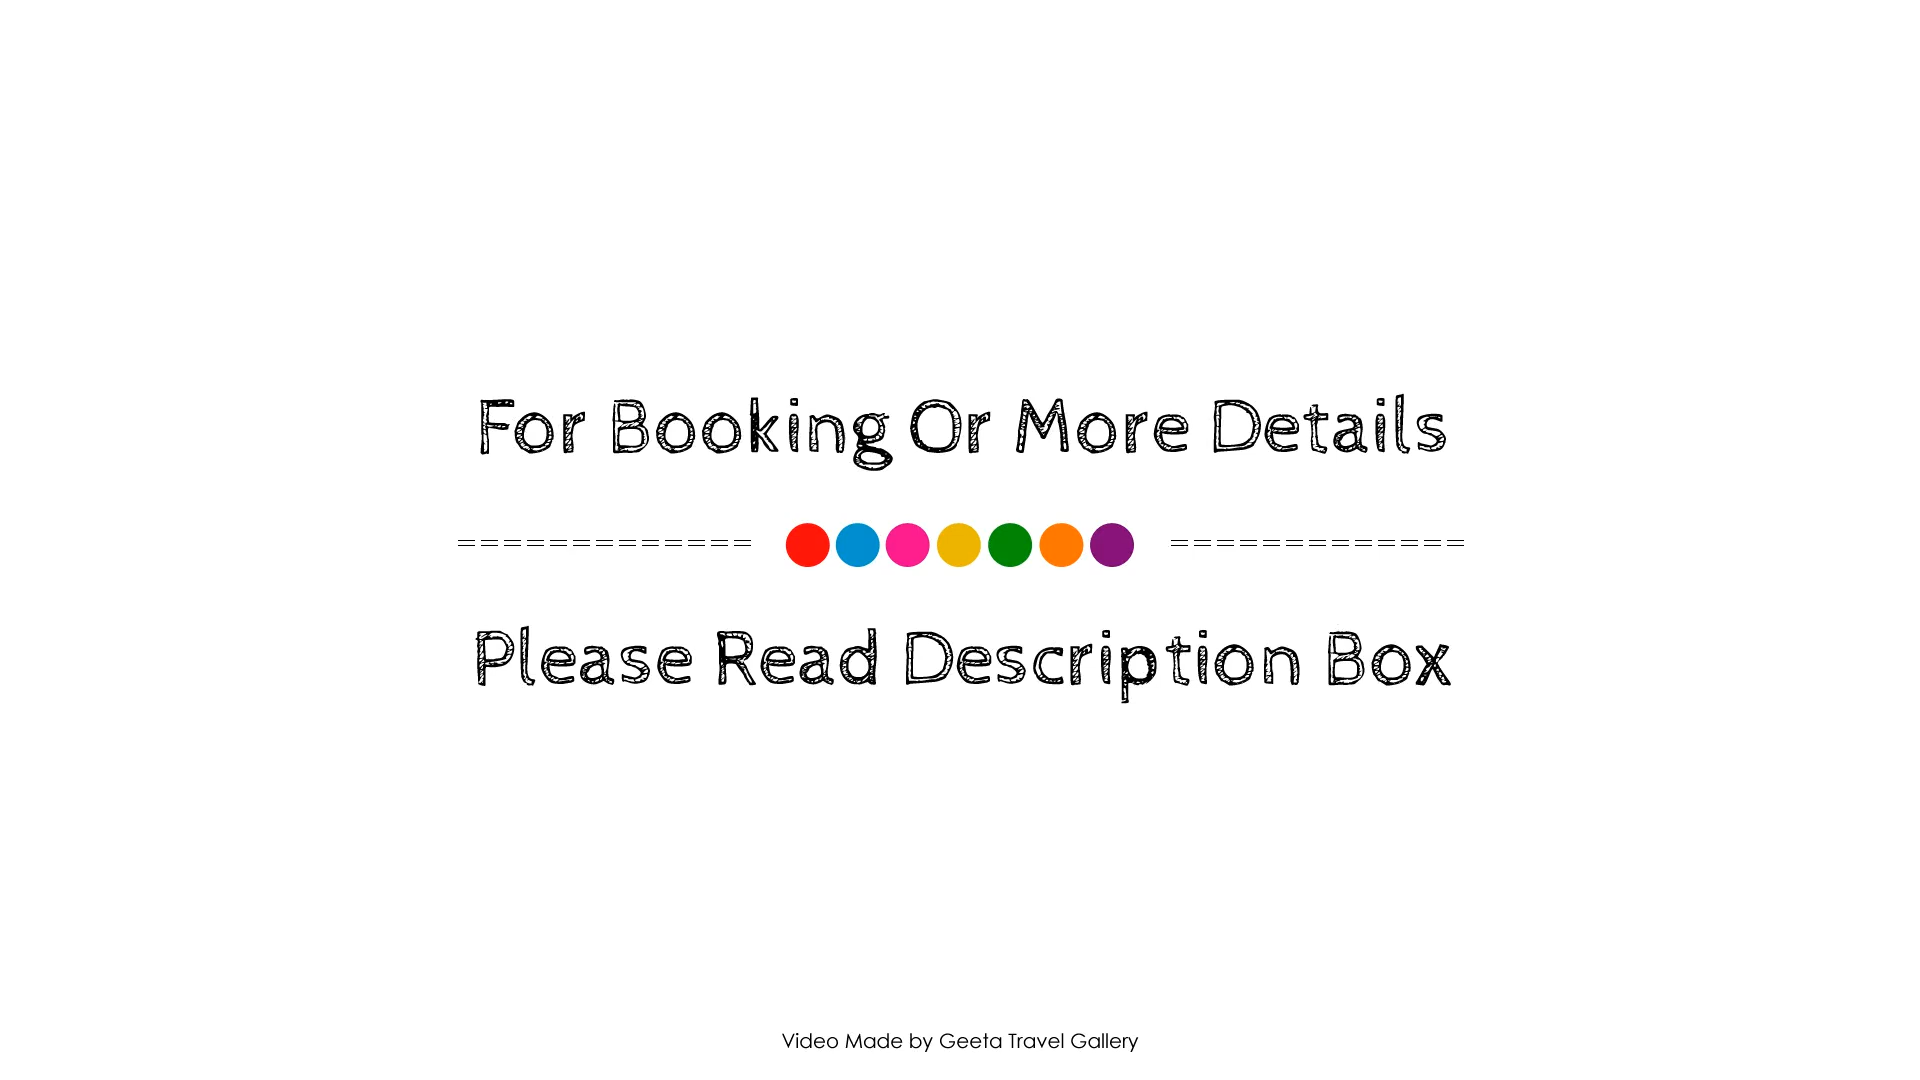 For Booking Or More Details
============= =============
Please Read Description Box
Video Made by Geeta Travel Gallery